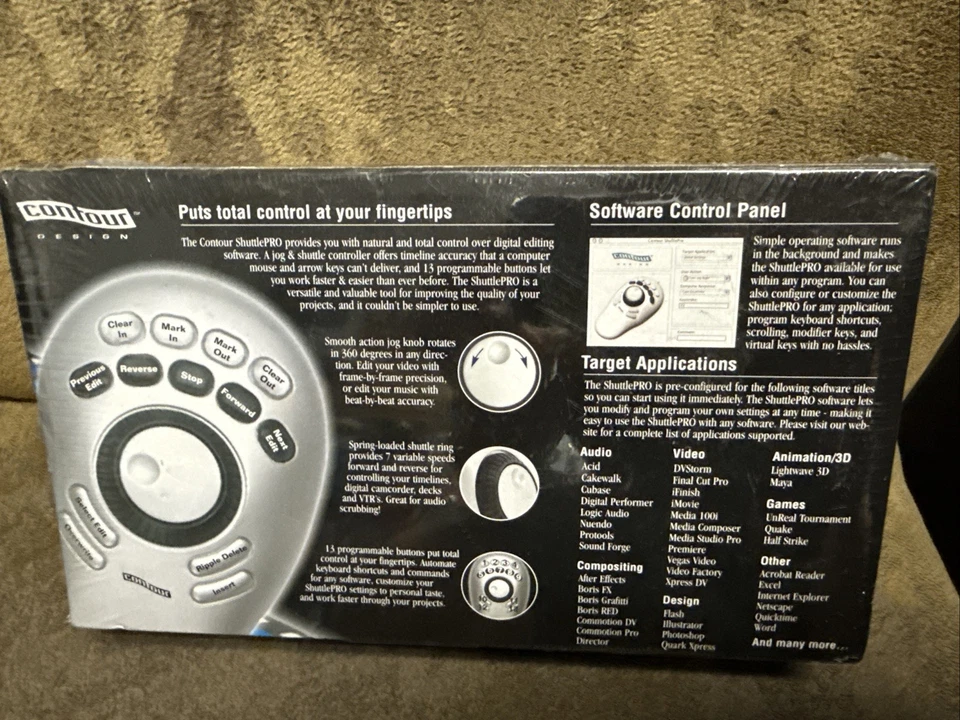 contour™
DESIGN
Puts total control at your fingertips
The Contour ShuttlePRO provides you with natural and total control over digital editing
software. A jog & shuttle controller offers timeline accuracy that a computer
mouse and arrow keys can't deliver, and 13 programmable buttons let
you work faster & easier than ever before. The ShuttlePRO is a
versatile and valuable tool for improving the quality of your
projects, and it couldn't be simpler to use.
Clear
In
Mark
In
Mark
Out
Clear
Out
Previous
Edit
Reverse
Stop
Forward
Next
Edit
Select Edit
Overwrite
Ripple Delete
Insert
contour
Smooth action jog knob rotates
in 360 degrees in any direc-
tion. Edit your video with
frame-by-frame precision,
or edit your music with
beat-by-beat accuracy.
Spring-loaded shuttle ring
provides 7 variable speeds
forward and reverse for
controlling your timelines,
digital camcorder, decks
and VTR's. Great for audio
scrubbing!
13 programmable buttons put total
control at your fingertips. Automate
keyboard shortcuts and commands
for any software, customize your
ShuttlePRO settings to personal taste,
and work faster through your projects.
Software Control Panel
contour
Simple operating software runs
in the background and makes
the ShuttlePRO available for use
within any program. You can
also configure or customize the
ShuttlePRO for any application;
program keyboard shortcuts,
scrolling, modifier keys, and
virtual keys with no hassles.
Target Applications
The ShuttlePRO is pre-configured for the following software titles
so you can start using it immediately. The ShuttlePRO software lets
you modify and program your own settings at any time - making it
easy to use the ShuttlePRO with any software. Please visit our web-
site for a complete list of applications supported.
Audio
Acid
Cakewalk
Cubase
Digital Performer
Logic Audio
Nuendo
Protools
Sound Forge
Compositing
After Effects
Boris FX
Boris Grafitti
Boris RED
Commotion DV
Commotion Pro
Director
Video
DVStorm
Final Cut Pro
iFinish
iMovie
Media 100i
Media Composer
Media Studio Pro
Premiere
Vegas Video
Video Factory
Xpress DV
Design
Flash
Illustrator
Photoshop
Quark Xpress
Animation/3D
Lightwave 3D
Maya
Games
UnReal Tournament
Quake
Half Strike
Other
Acrobat Reader
Excel
Internet Explorer
Netscape
Quicktime
Word
And many more...